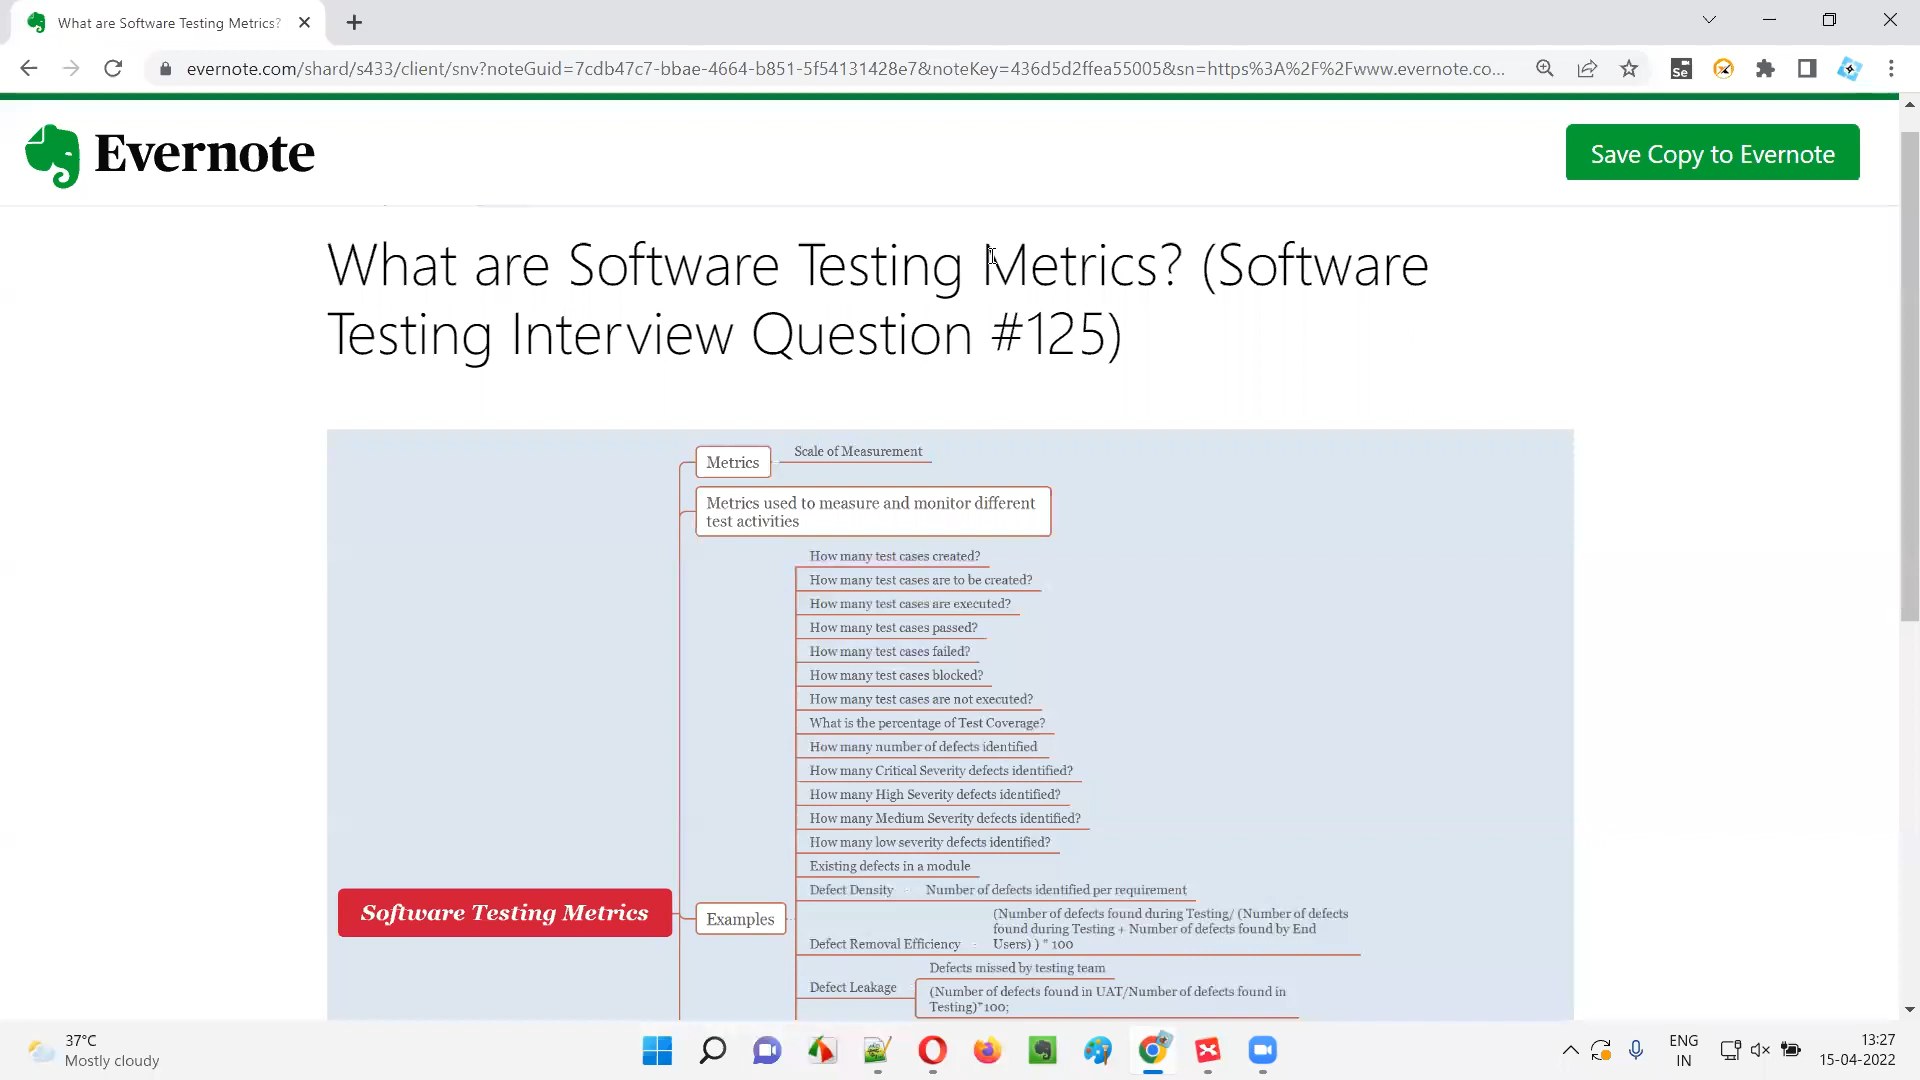 What are Software Testing Metrics?
evernote.com/shard/s433/client/snv?noteGuid=7cdb47c7-bbae-4664-b851-5f54131428e7&noteKey=436d5d2ffea55005&sn=https%3A%2F%2Fwww.evernote.co...
Se
Evernote
Save Copy to Evernote
What are Software Testing Metrics? (Software
Testing Interview Question #125)
Metrics
Scale of Measurement
Metrics used to measure and monitor different
test activities
How many test cases created?
How many test cases are to be created?
How many test cases are executed?
How many test cases passed?
How many test cases failed?
How many test cases blocked?
How many test cases are not executed?
What is the percentage of Test Coverage?
How many number of defects identified
How many Critical Severity defects identified?
How many High Severity defects identified?
How many Medium Severity defects identified?
How many low severity defects identified?
Existing defects in a module
Defect Density
Number of defects identified per requirement
Software Testing Metrics
Examples
Defect Removal Efficiency
(Number of defects found during Testing/ (Number of defects
found during Testing + Number of defects found by End
Users) ) * 100
Defect Leakage
Defects missed by testing team
(Number of defects found in UAT/Number of defects found in
Testing)*100;
37°C
Mostly cloudy
ENG
IN
13:27
15-04-2022